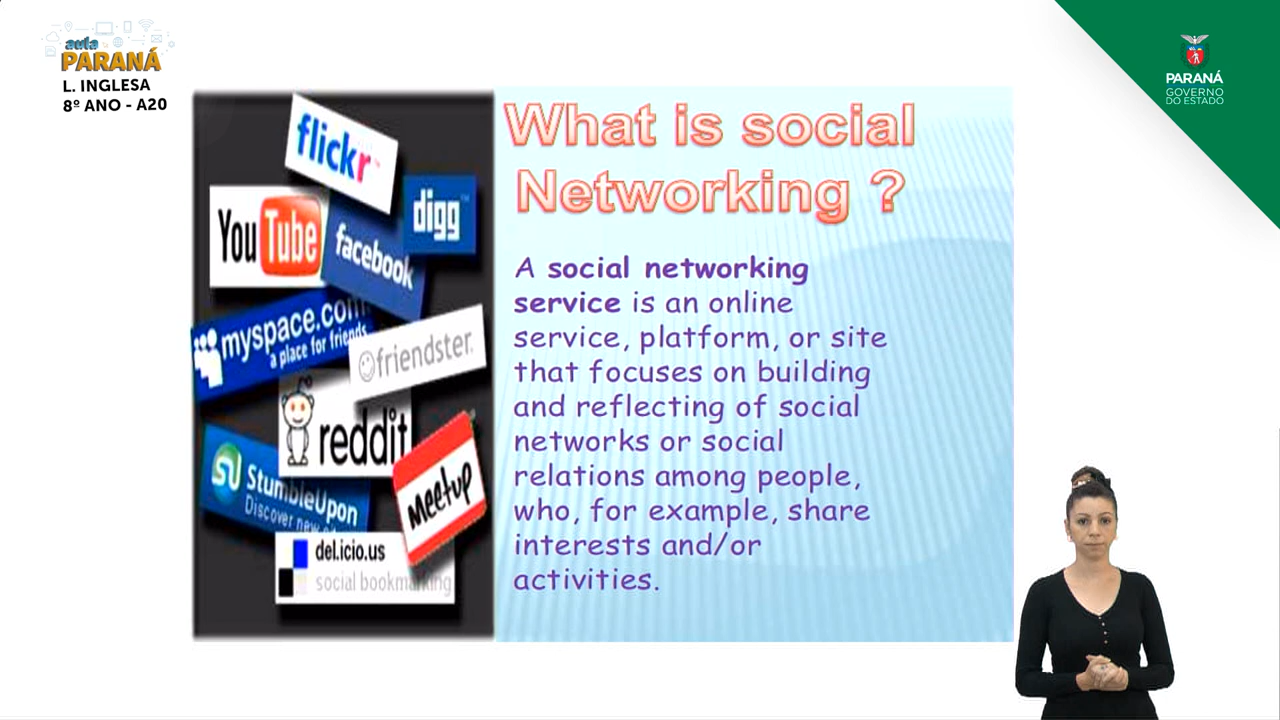 aula
PARANÁ
L. INGLESA
8º ANO - A20
PARANÁ
GOVERNO
DO ESTADO
flickr
digg
YouTube
facebook
myspace.com
a place for friends
friendster.
reddit
StumbleUpon
Discover new
Meetup
del.icio.us
social bookmarking
What is social
Networking ?
A social networking
service is an online
service, platform, or site
that focuses on building
and reflecting of social
networks or social
relations among people,
who, for example, share
interests and/or
activities.